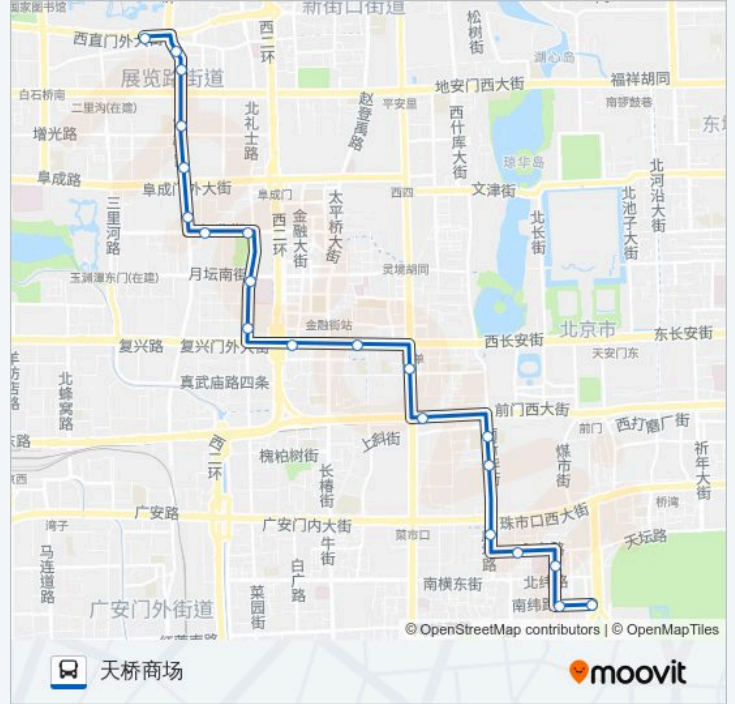 国家图书馆
新街口街道
西直门外大街
西二环
松树街
湖心岛
展览路街道
地安门西大街
福祥胡同
白石桥南
二里沟(在建)
平安里
南锣鼓巷
赵登禹路
西什库大街
北礼士路
增光路
琼华岛
阜成路
阜成门外大街
阜成门
西四
文津街
北河沿大街
三里河路
西二环
金融大街
太平桥大街
北长街
北池子大街
月坛南街
灵境胡同
玉渊潭东门(在建)
金融街站
北京市
复兴路
复兴门外大街
西长安街
东长安街
天安门东
真武庙路四条
北蜂窝路
前门西大街
前门
西打磨厂街
上斜街
西二环
槐柏树街
长椿街
煤市街
祈年大街
桥湾
广安路
湾子
广安门内大街
菜市口
珠市口西大街
天坛路
牛街
马连道路
白广路
菜园街
南横东街
北纬路
南纬路
广安门外街道
© OpenStreetMap contributors | © OpenMapTiles
天桥商场
moovit